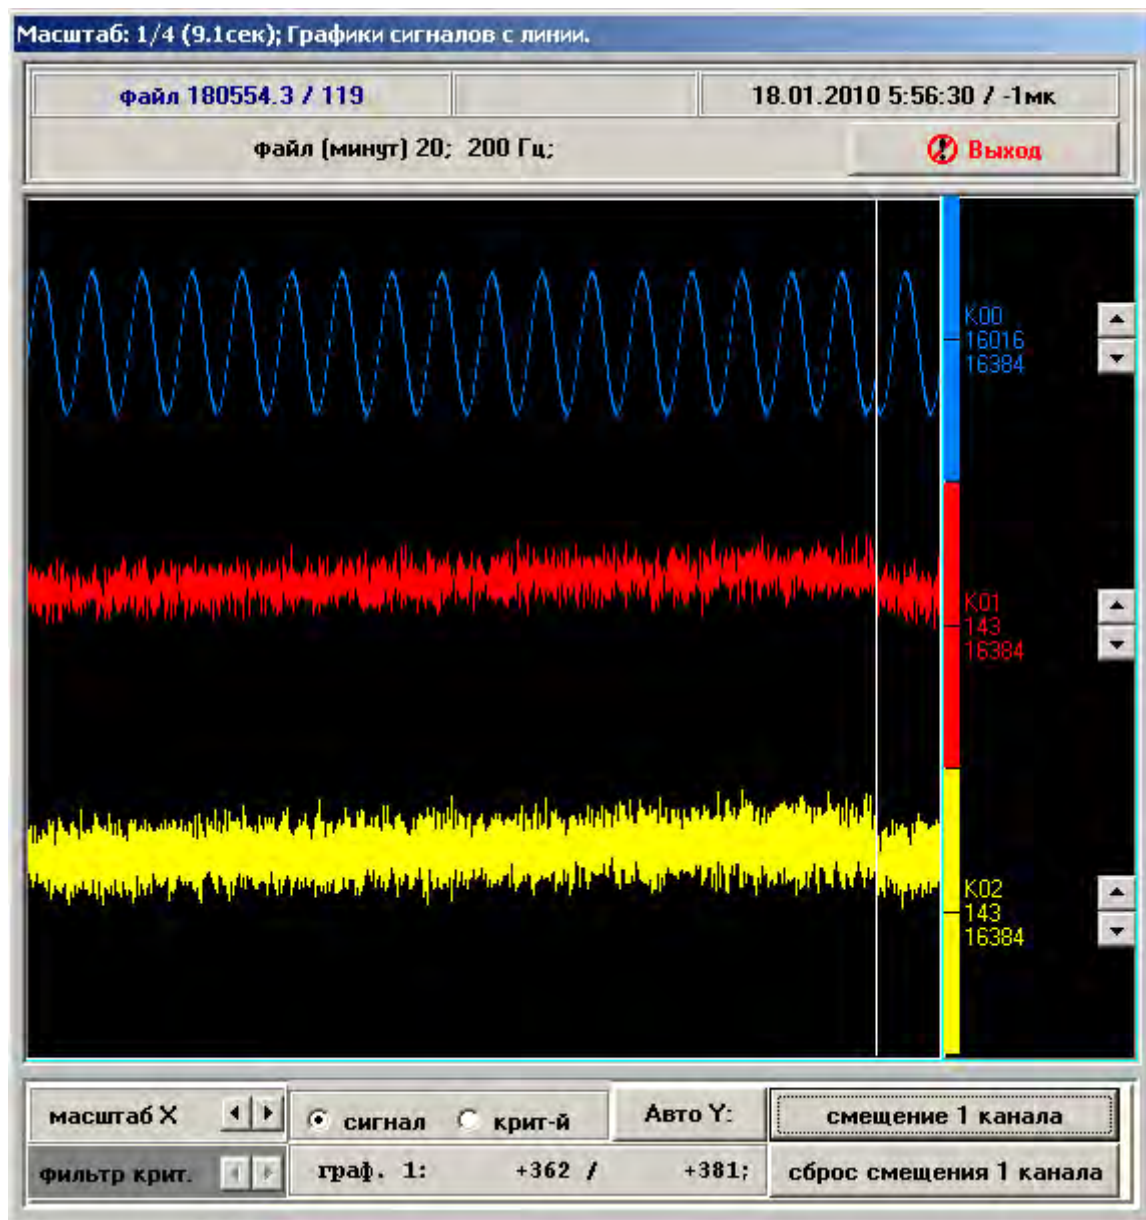 Масштаб: 1/4 (9.1сек); Графики сигналов с линии.
файл 180554.3 / 119
18.01.2010 5:56:30 / -1мк
файл (минут) 20; 200 Гц;
Выход
K00
16016
16384
K01
143
16384
K02
143
16384
масштаб X
сигнал
крит-й
Авто Y:
смещение 1 канала
фильтр крит.
граф. 1: +362 / +381;
сброс смещения 1 канала